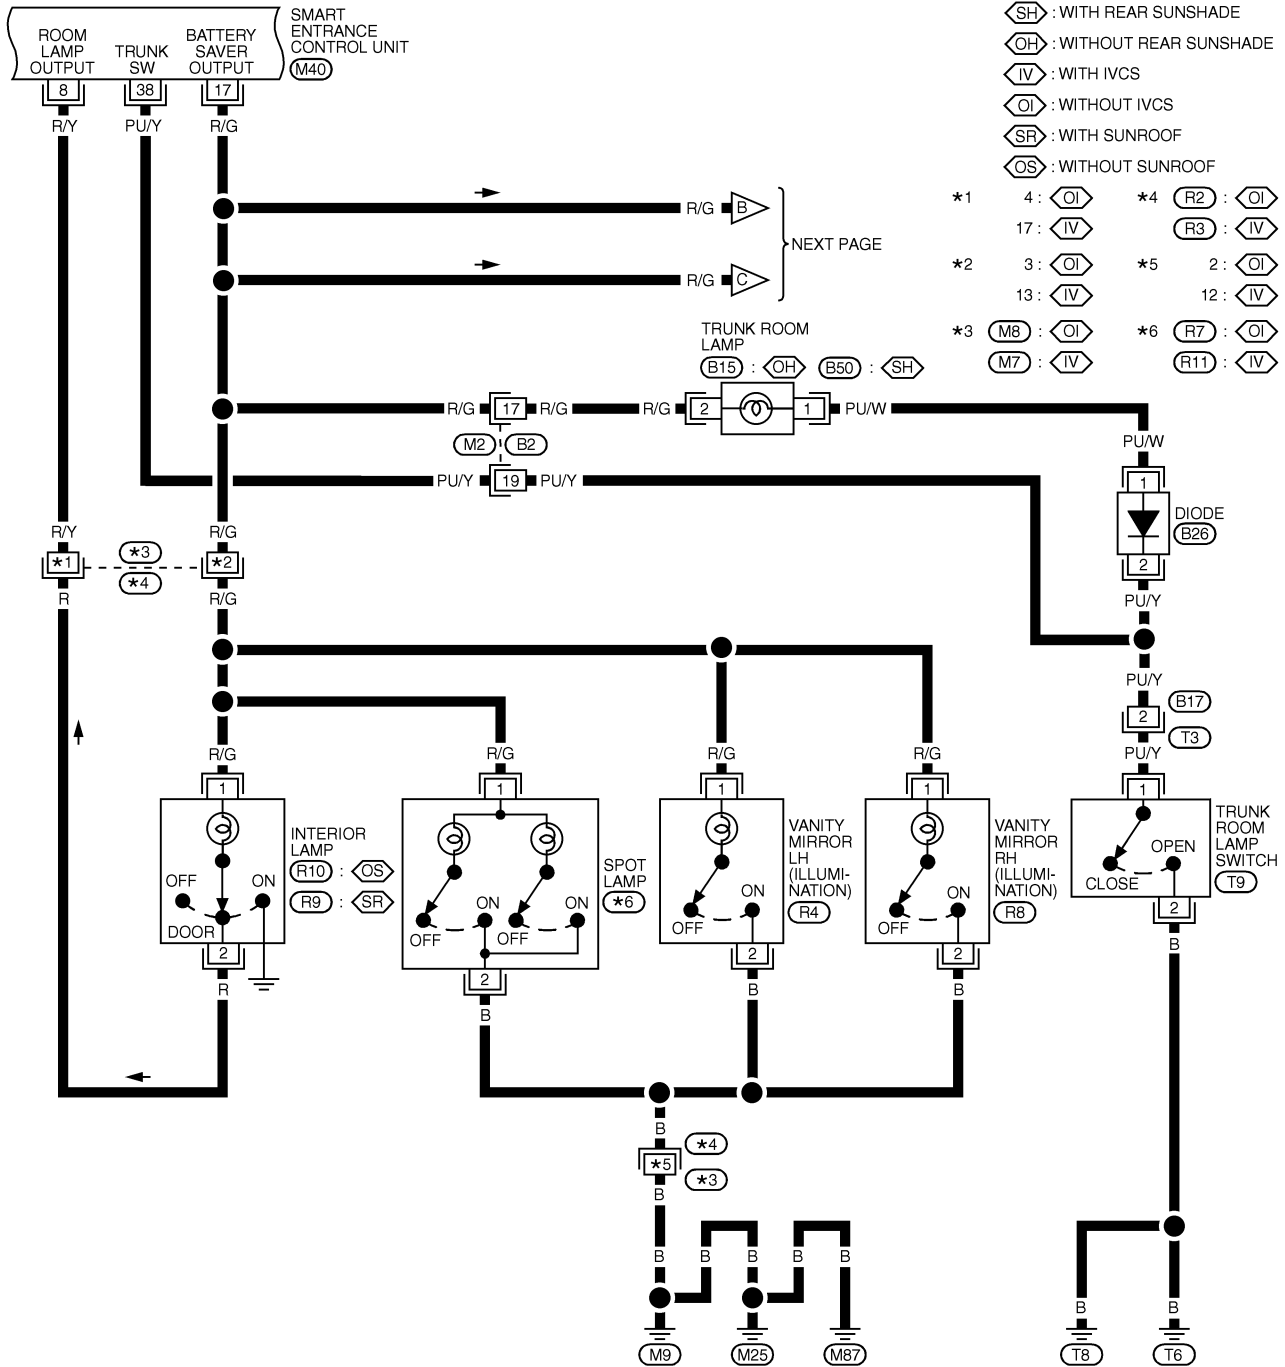 SMART
ENTRANCE
CONTROL UNIT
M40
ROOM
LAMP
OUTPUT
TRUNK
SW
BATTERY
SAVER
OUTPUT
8
38
17
R/Y
PU/Y
R/G
SH : WITH REAR SUNSHADE
OH : WITHOUT REAR SUNSHADE
IV : WITH IVCS
OI : WITHOUT IVCS
SR : WITH SUNROOF
OS : WITHOUT SUNROOF
*1 4 : OI
17 : IV
*2 3 : OI
13 : IV
*3 M8 : OI
M7 : IV
*4 R2 : OI
R3 : IV
*5 2 : OI
12 : IV
*6 R7 : OI
R11 : IV
R/G B
NEXT PAGE
R/G C
TRUNK ROOM
LAMP
B15 : OH B50 : SH
R/G 17 R/G R/G 2 1 PU/W
M2 B2
PU/Y 19 PU/Y
PU/W
1
DIODE
B26
2
PU/Y
R/Y R/G
*1 *3 *2
*4
R R/G
PU/Y
B17
2
T3
PU/Y
R/G R/G R/G R/G
1 1 1 1 1
INTERIOR
LAMP
R10 : OS
R9 : SR
OFF ON
DOOR
2
R
SPOT
LAMP
*6
ON ON
OFF OFF
2
B
VANITY
MIRROR
LH
(ILLUMI-
NATION)
R4
ON
OFF
2
B
VANITY
MIRROR
RH
(ILLUMI-
NATION)
R8
ON
OFF
2
B
TRUNK
ROOM
LAMP
SWITCH
T9
OPEN
CLOSE
2
B
B
*4
*5
*3
B
B B B B B
B B
M9 M25 M87 T8 T6